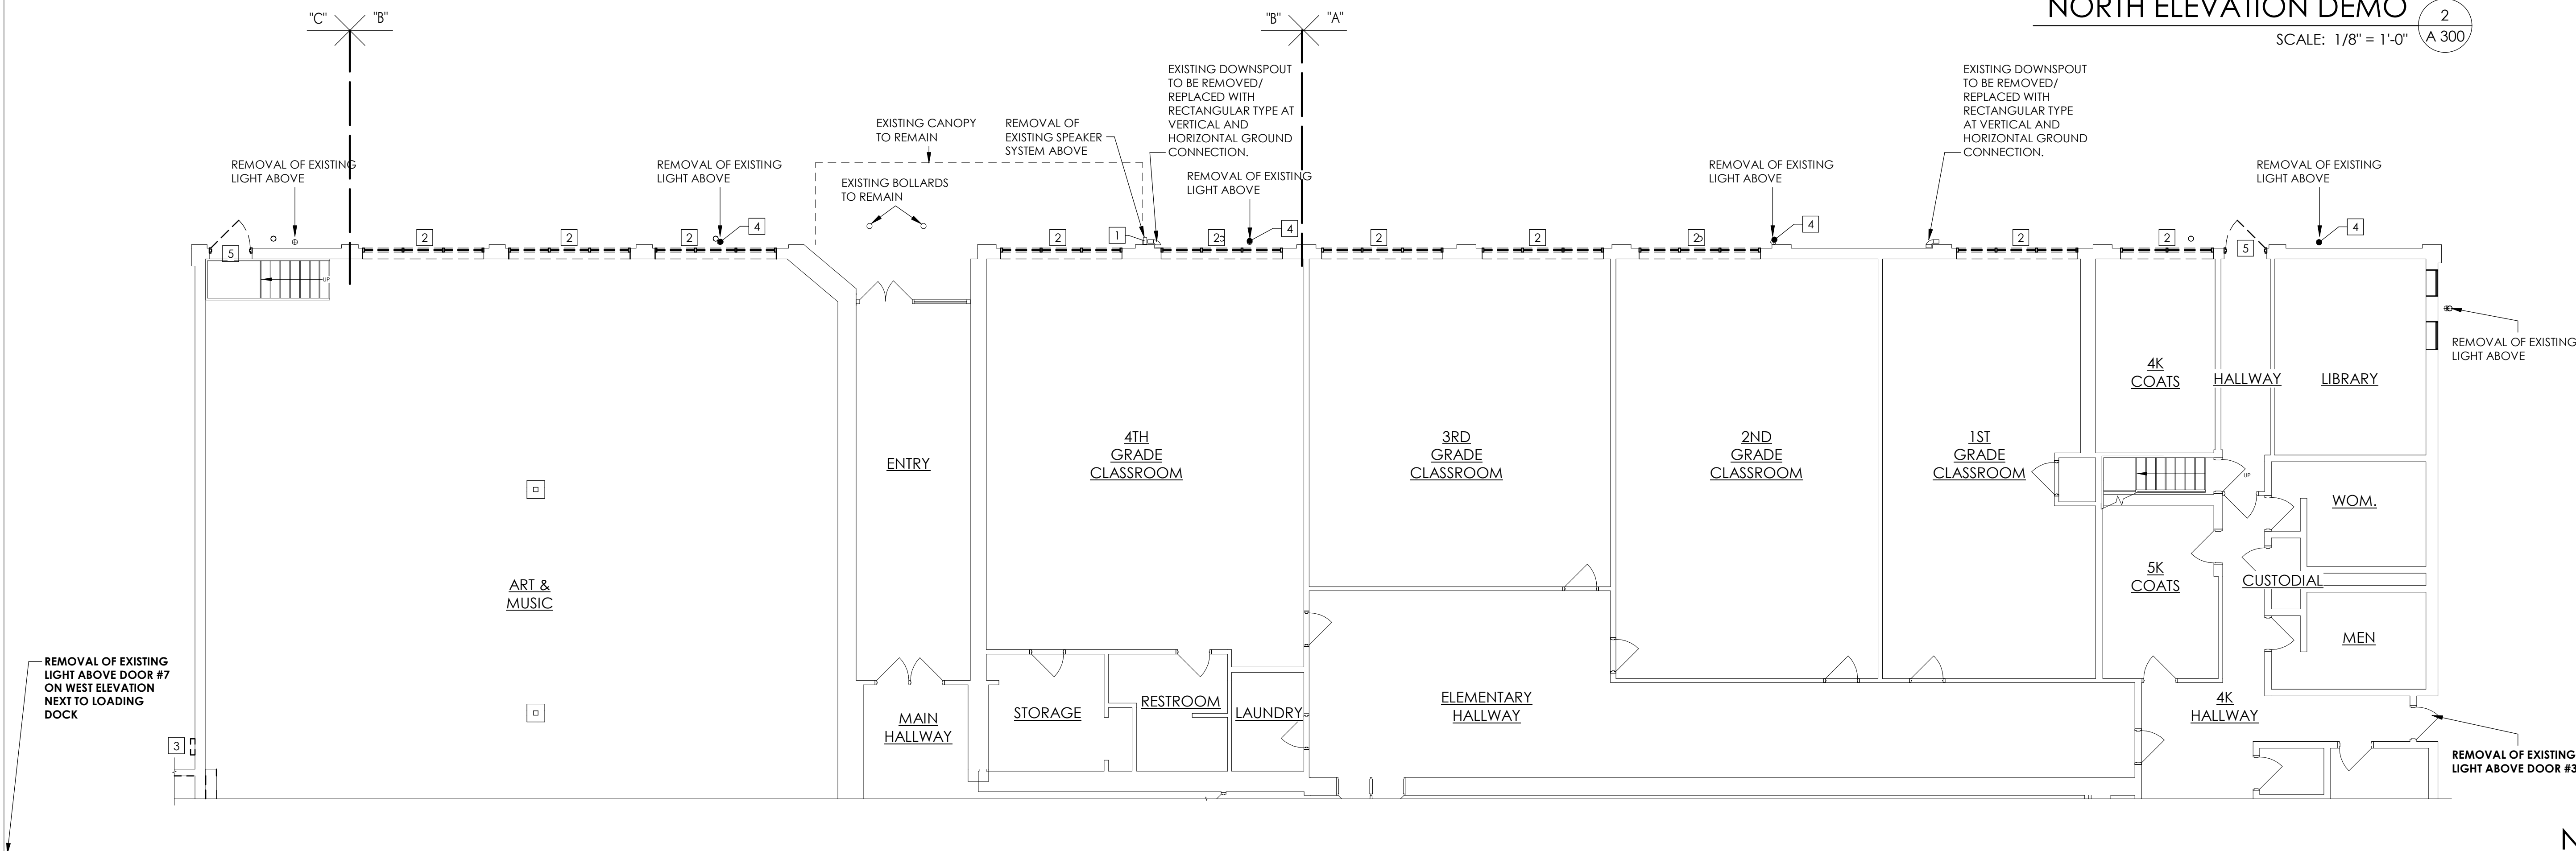 NORTH ELEVATION DEMO
2
A 300
SCALE: 1/8" = 1'-0"
"C"
"B"
"B"
"A"
EXISTING DOWNSPOUT
TO BE REMOVED/
REPLACED WITH
RECTANGULAR TYPE AT
VERTICAL AND
HORIZONTAL GROUND
CONNECTION.
EXISTING DOWNSPOUT
TO BE REMOVED/
REPLACED WITH
RECTANGULAR TYPE
AT VERTICAL AND
HORIZONTAL GROUND
CONNECTION.
EXISTING CANOPY
TO REMAIN
REMOVAL OF
EXISTING SPEAKER
SYSTEM ABOVE
REMOVAL OF EXISTING
LIGHT ABOVE
REMOVAL OF EXISTING
LIGHT ABOVE
EXISTING BOLLARDS
TO REMAIN
REMOVAL OF EXISTING
LIGHT ABOVE
REMOVAL OF EXISTING
LIGHT ABOVE
REMOVAL OF EXISTING
LIGHT ABOVE
5
2
2
2
4
2
1
2
4
2
2
2
4
2
2
5
4
UP
REMOVAL OF EXISTING
LIGHT ABOVE
4K
COATS
HALLWAY
LIBRARY
ENTRY
4TH
GRADE
CLASSROOM
3RD
GRADE
CLASSROOM
2ND
GRADE
CLASSROOM
1ST
GRADE
CLASSROOM
UP
WOM.
ART &
MUSIC
5K
COATS
CUSTODIAL
MEN
REMOVAL OF EXISTING
LIGHT ABOVE DOOR #7
ON WEST ELEVATION
NEXT TO LOADING
DOCK
3
MAIN
HALLWAY
STORAGE
RESTROOM
LAUNDRY
ELEMENTARY
HALLWAY
4K
HALLWAY
REMOVAL OF EXISTING
LIGHT ABOVE DOOR #3